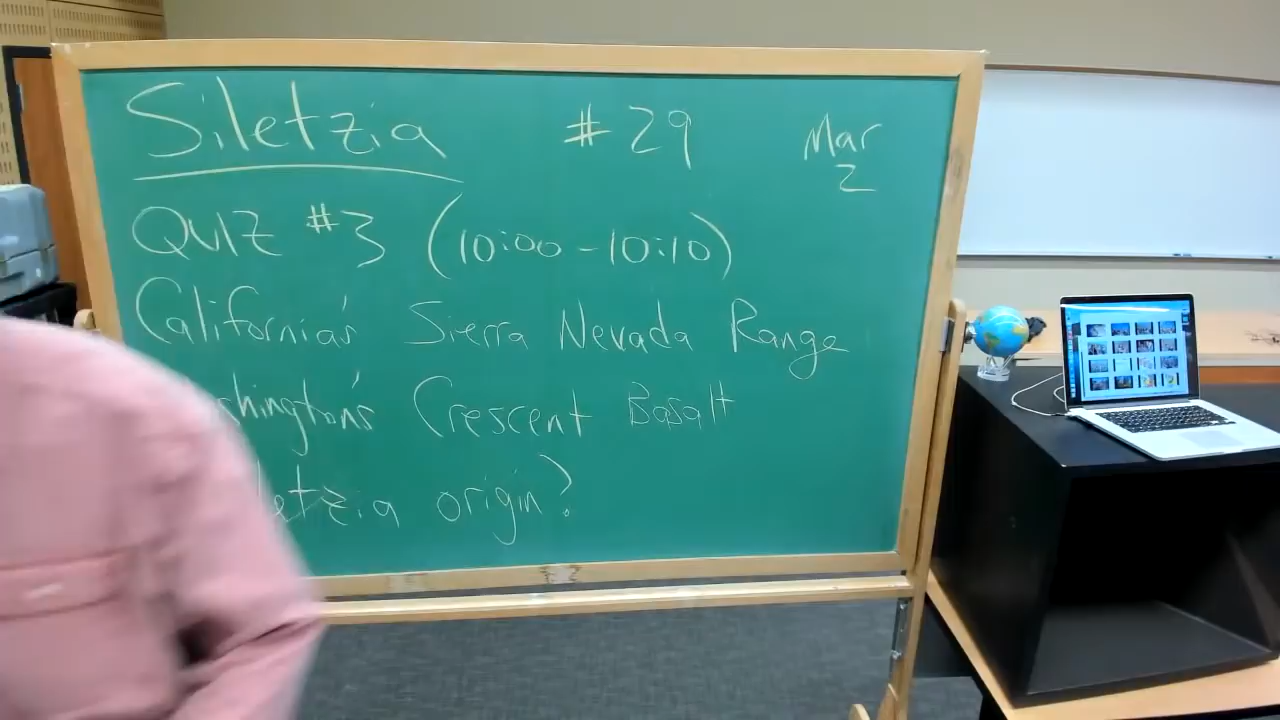 Siletzia #29 Mar 2
QUIZ #3 (10:00-10:10)
California's Sierra Nevada Range
shington's Crescent Basalt
letzia origin?